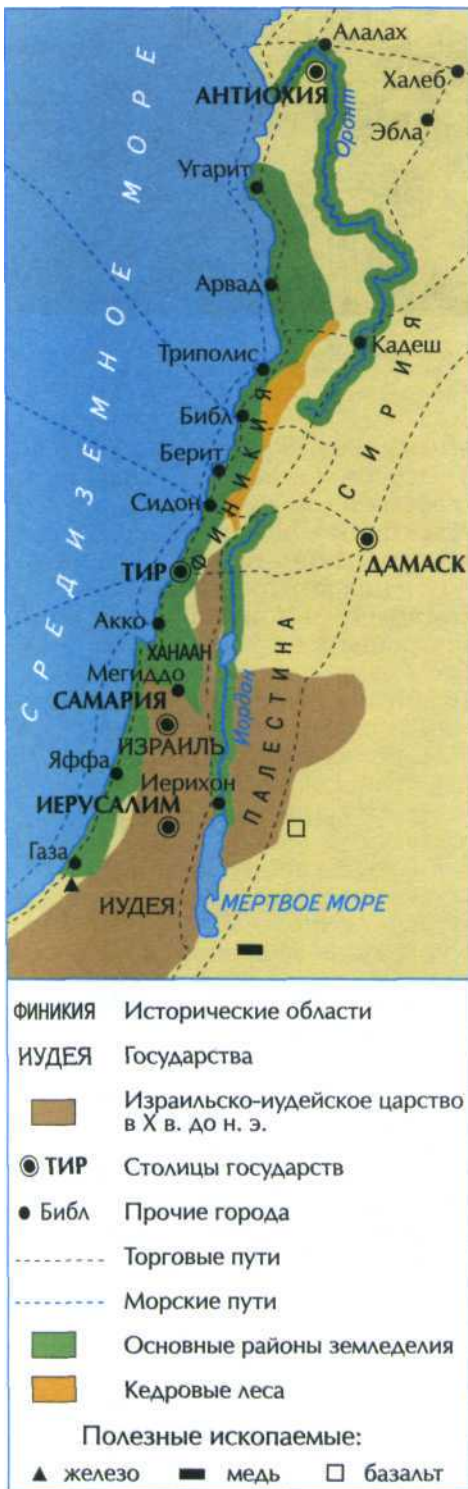 Алалах
АНТИОХИЯ
Халеб
Эбла
Оронт
Угарит
СРЕДИЗЕМНОЕ МОРЕ
Арвад
Триполис
Кадеш
Библ
Берит
СИРИЯ
Сидон
ФИНИКИЯ
ТИР
ДАМАСК
Акко
ХАНААН
Мегиддо
САМАРИЯ
ИЗРАИЛЬ
Иордан
ПАЛЕСТИНА
Яффа
Иерихон
ИЕРУСАЛИМ
Газа
ИУДЕЯ
МЕРТВОЕ МОРЕ
ФИНИКИЯ Исторические области
ИУДЕЯ Государства
Израильско-иудейское царство
в X в. до н. э.
ТИР Столицы государств
Библ Прочие города
Торговые пути
Морские пути
Основные районы земледелия
Кедровые леса
Полезные ископаемые:
железо медь базальт